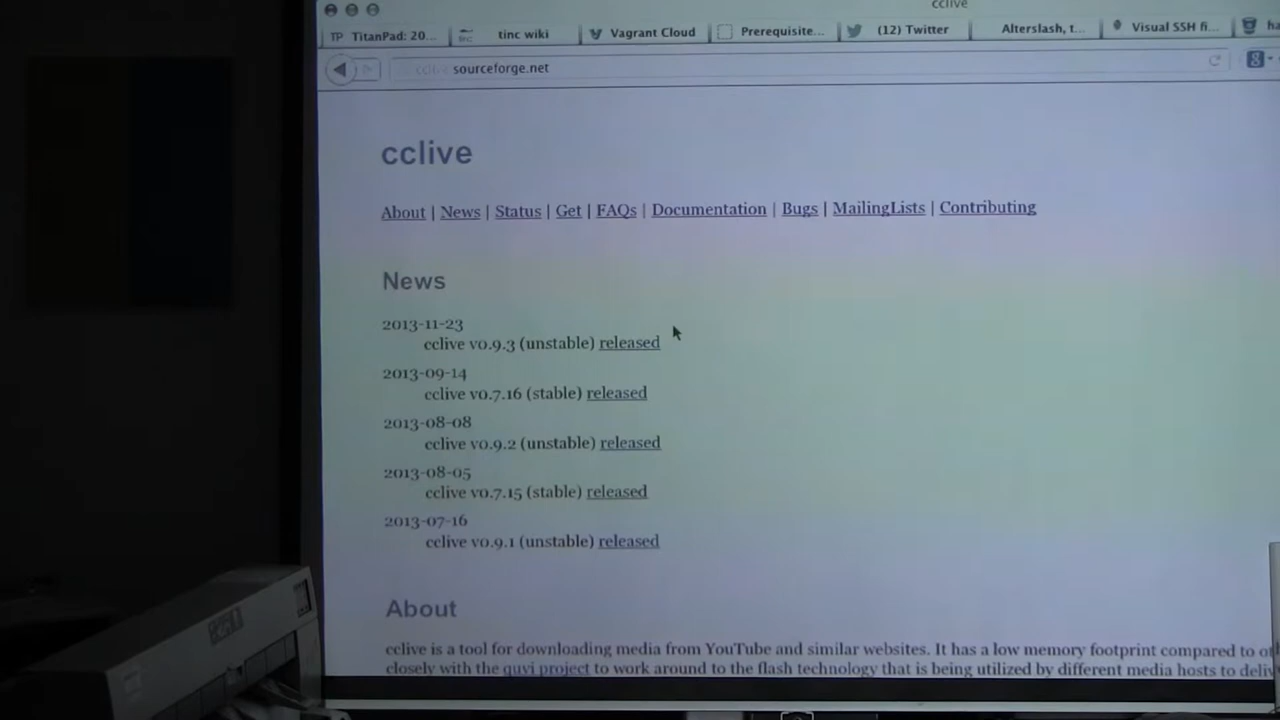 cclive
TP TitanPad: 20... tinc wiki Vagrant Cloud Prerequisite... (12) Twitter Alterslash, t... Visual SSH fi... ha
cclive.sourceforge.net
cclive
About | News | Status | Get | FAQs | Documentation | Bugs | MailingLists | Contributing
News
2013-11-23
cclive v0.9.3 (unstable) released
2013-09-14
cclive v0.7.16 (stable) released
2013-08-08
cclive v0.9.2 (unstable) released
2013-08-05
cclive v0.7.15 (stable) released
2013-07-16
cclive v0.9.1 (unstable) released
About
cclive is a tool for downloading media from YouTube and similar websites. It has a low memory footprint compared to
closely with the quvi project to work around to the flash technology that is being utilized by different media hosts to